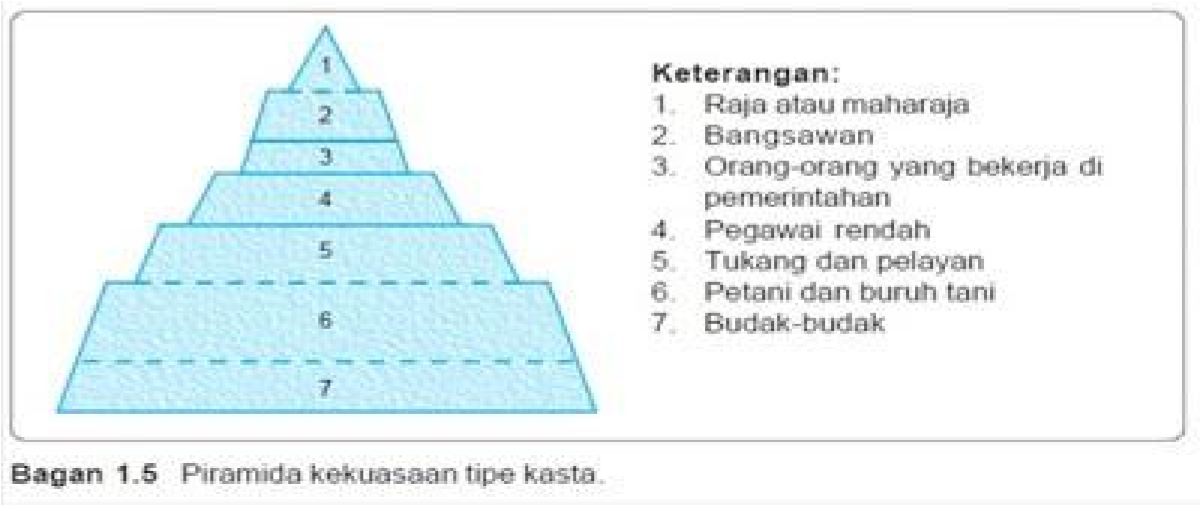 1
2
3
4
5
6
7
Keterangan:
1. Raja atau maharaja
2. Bangsawan
3. Orang-orang yang bekerja di
pemerintahan
4. Pegawai rendah
5. Tukang dan pelayan
6. Petani dan buruh tani
7. Budak-budak
Bagan 1.5 Piramida kekuasaan tipe kasta.